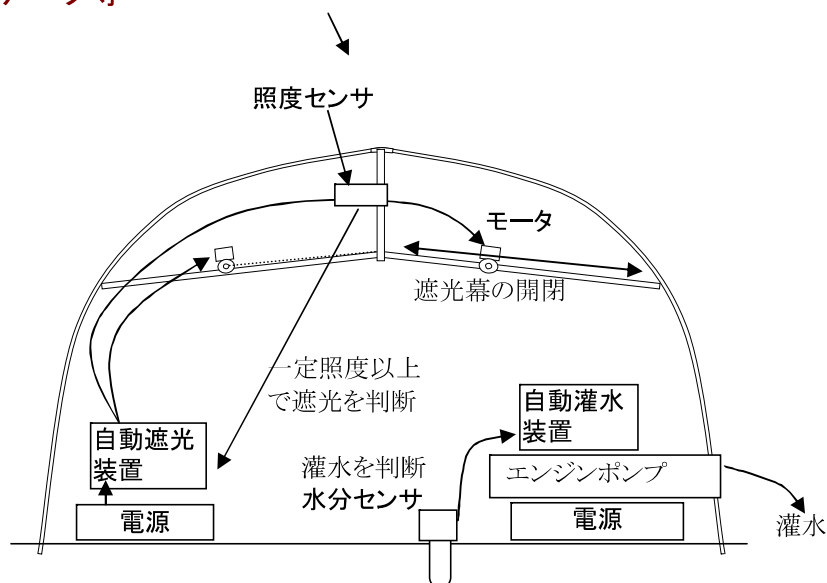 照度センサ
モータ
遮光幕の開閉
一定照度以上
で遮光を判断
自動灌水
装置
自動遮光
装置
灌水を判断
水分センサ
エンジンポンプ
電源
電源
灌水